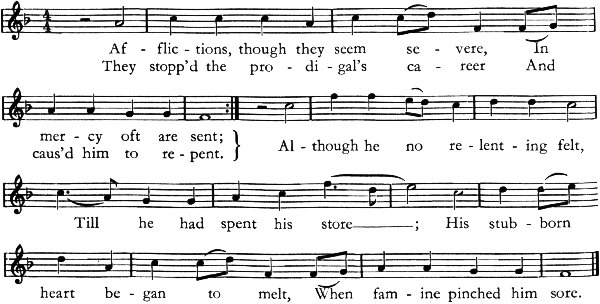 Af - flic - tions, though they seem se - vere, In
They stopp'd the pro - di - gal's ca - reer And
mer - cy oft are sent; } Al - though he no re - lent - ing felt,
caus'd him to re - pent.
Till he had spent his store———; His stub - born
heart be - gan to melt, When fam - ine pinched him sore.